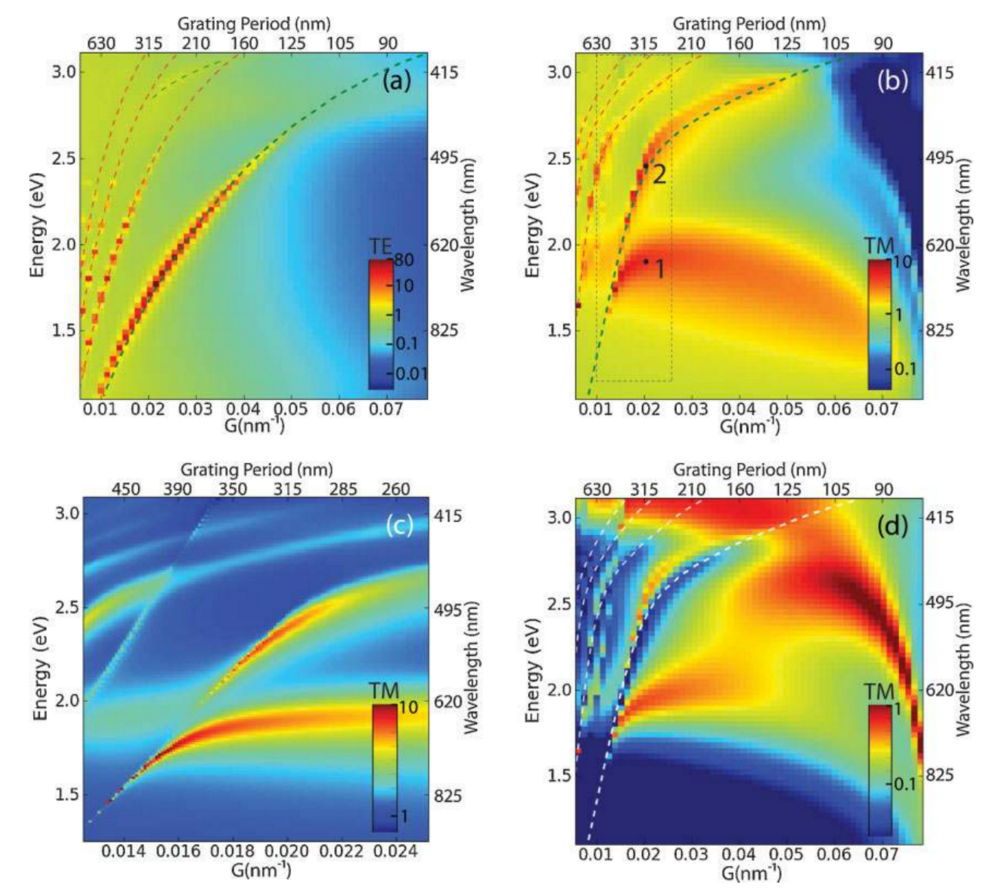 Grating Period (nm)
630 315 210 160 125 105 90
3.0 (a) 415
2.5 495
2.0 620
1.5 825
Energy (eV)
Wavelength (nm)
TE
80
10
1
0.1
0.01
0.01 0.02 0.03 0.04 0.05 0.06 0.07
G(nm⁻¹)
Grating Period (nm)
630 315 210 160 125 105 90
3.0 (b) 415
2.5 495
2
2.0 620
1
1.5 825
Energy (eV)
Wavelength (nm)
TM
10
1
0.1
0.01 0.02 0.03 0.04 0.05 0.06 0.07
G(nm⁻¹)
Grating Period (nm)
450 390 350 315 285 260
3.0 (c) 415
2.5 495
2.0 620
1.5 825
Energy (eV)
Wavelength (nm)
TM
10
1
0.014 0.016 0.018 0.020 0.022 0.024
G(nm⁻¹)
Grating Period (nm)
630 315 210 160 125 105 90
3.0 (d) 415
2.5 495
2.0 620
1.5 825
Energy (eV)
Wavelength (nm)
TM
1
0.1
0.01 0.02 0.03 0.04 0.05 0.06 0.07
G(nm⁻¹)